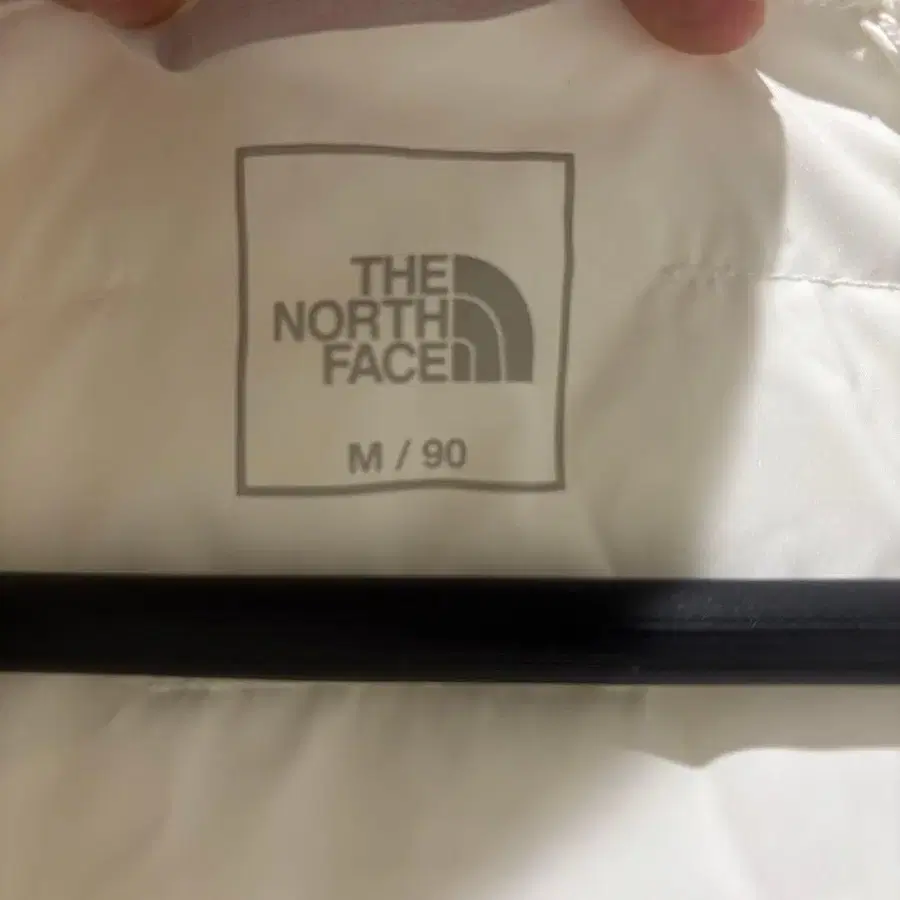 THE
NORTH
FACE
M / 90